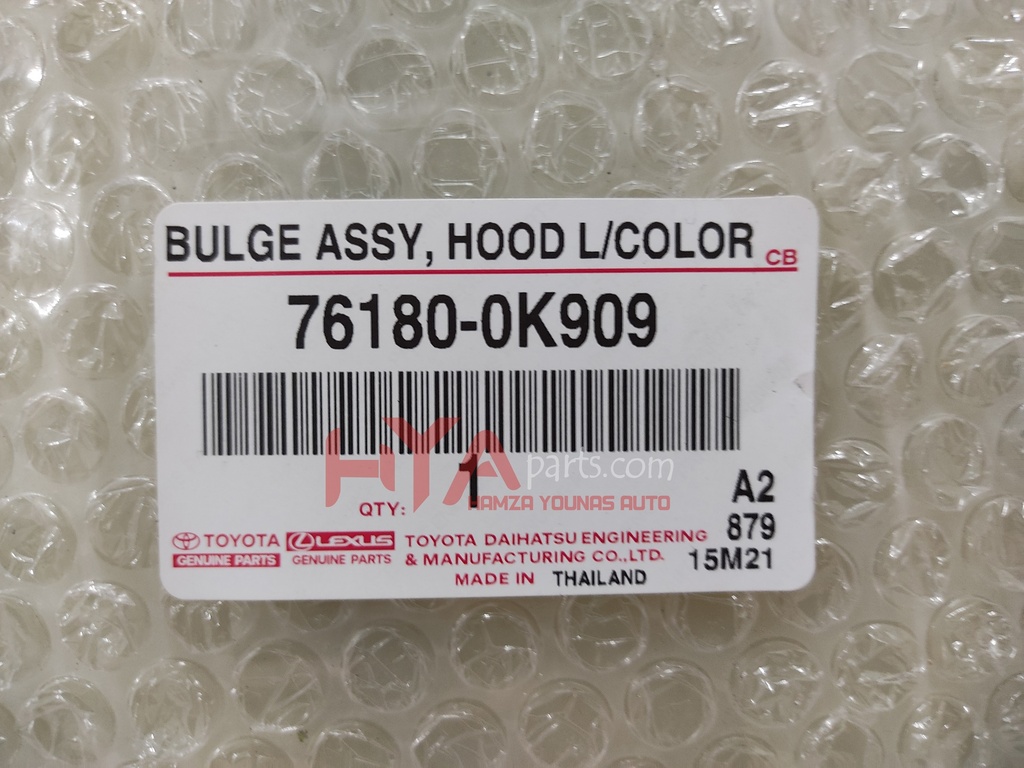 BULGE ASSY, HOOD L/COLOR CB
76180-0K909
HYAparts.com
HAMZA YOUNAS AUTO
QTY: 1
A2
879
15M21
TOYOTA
GENUINE PARTS
LEXUS
GENUINE PARTS
TOYOTA DAIHATSU ENGINEERING
& MANUFACTURING CO.,LTD.
MADE IN THAILAND